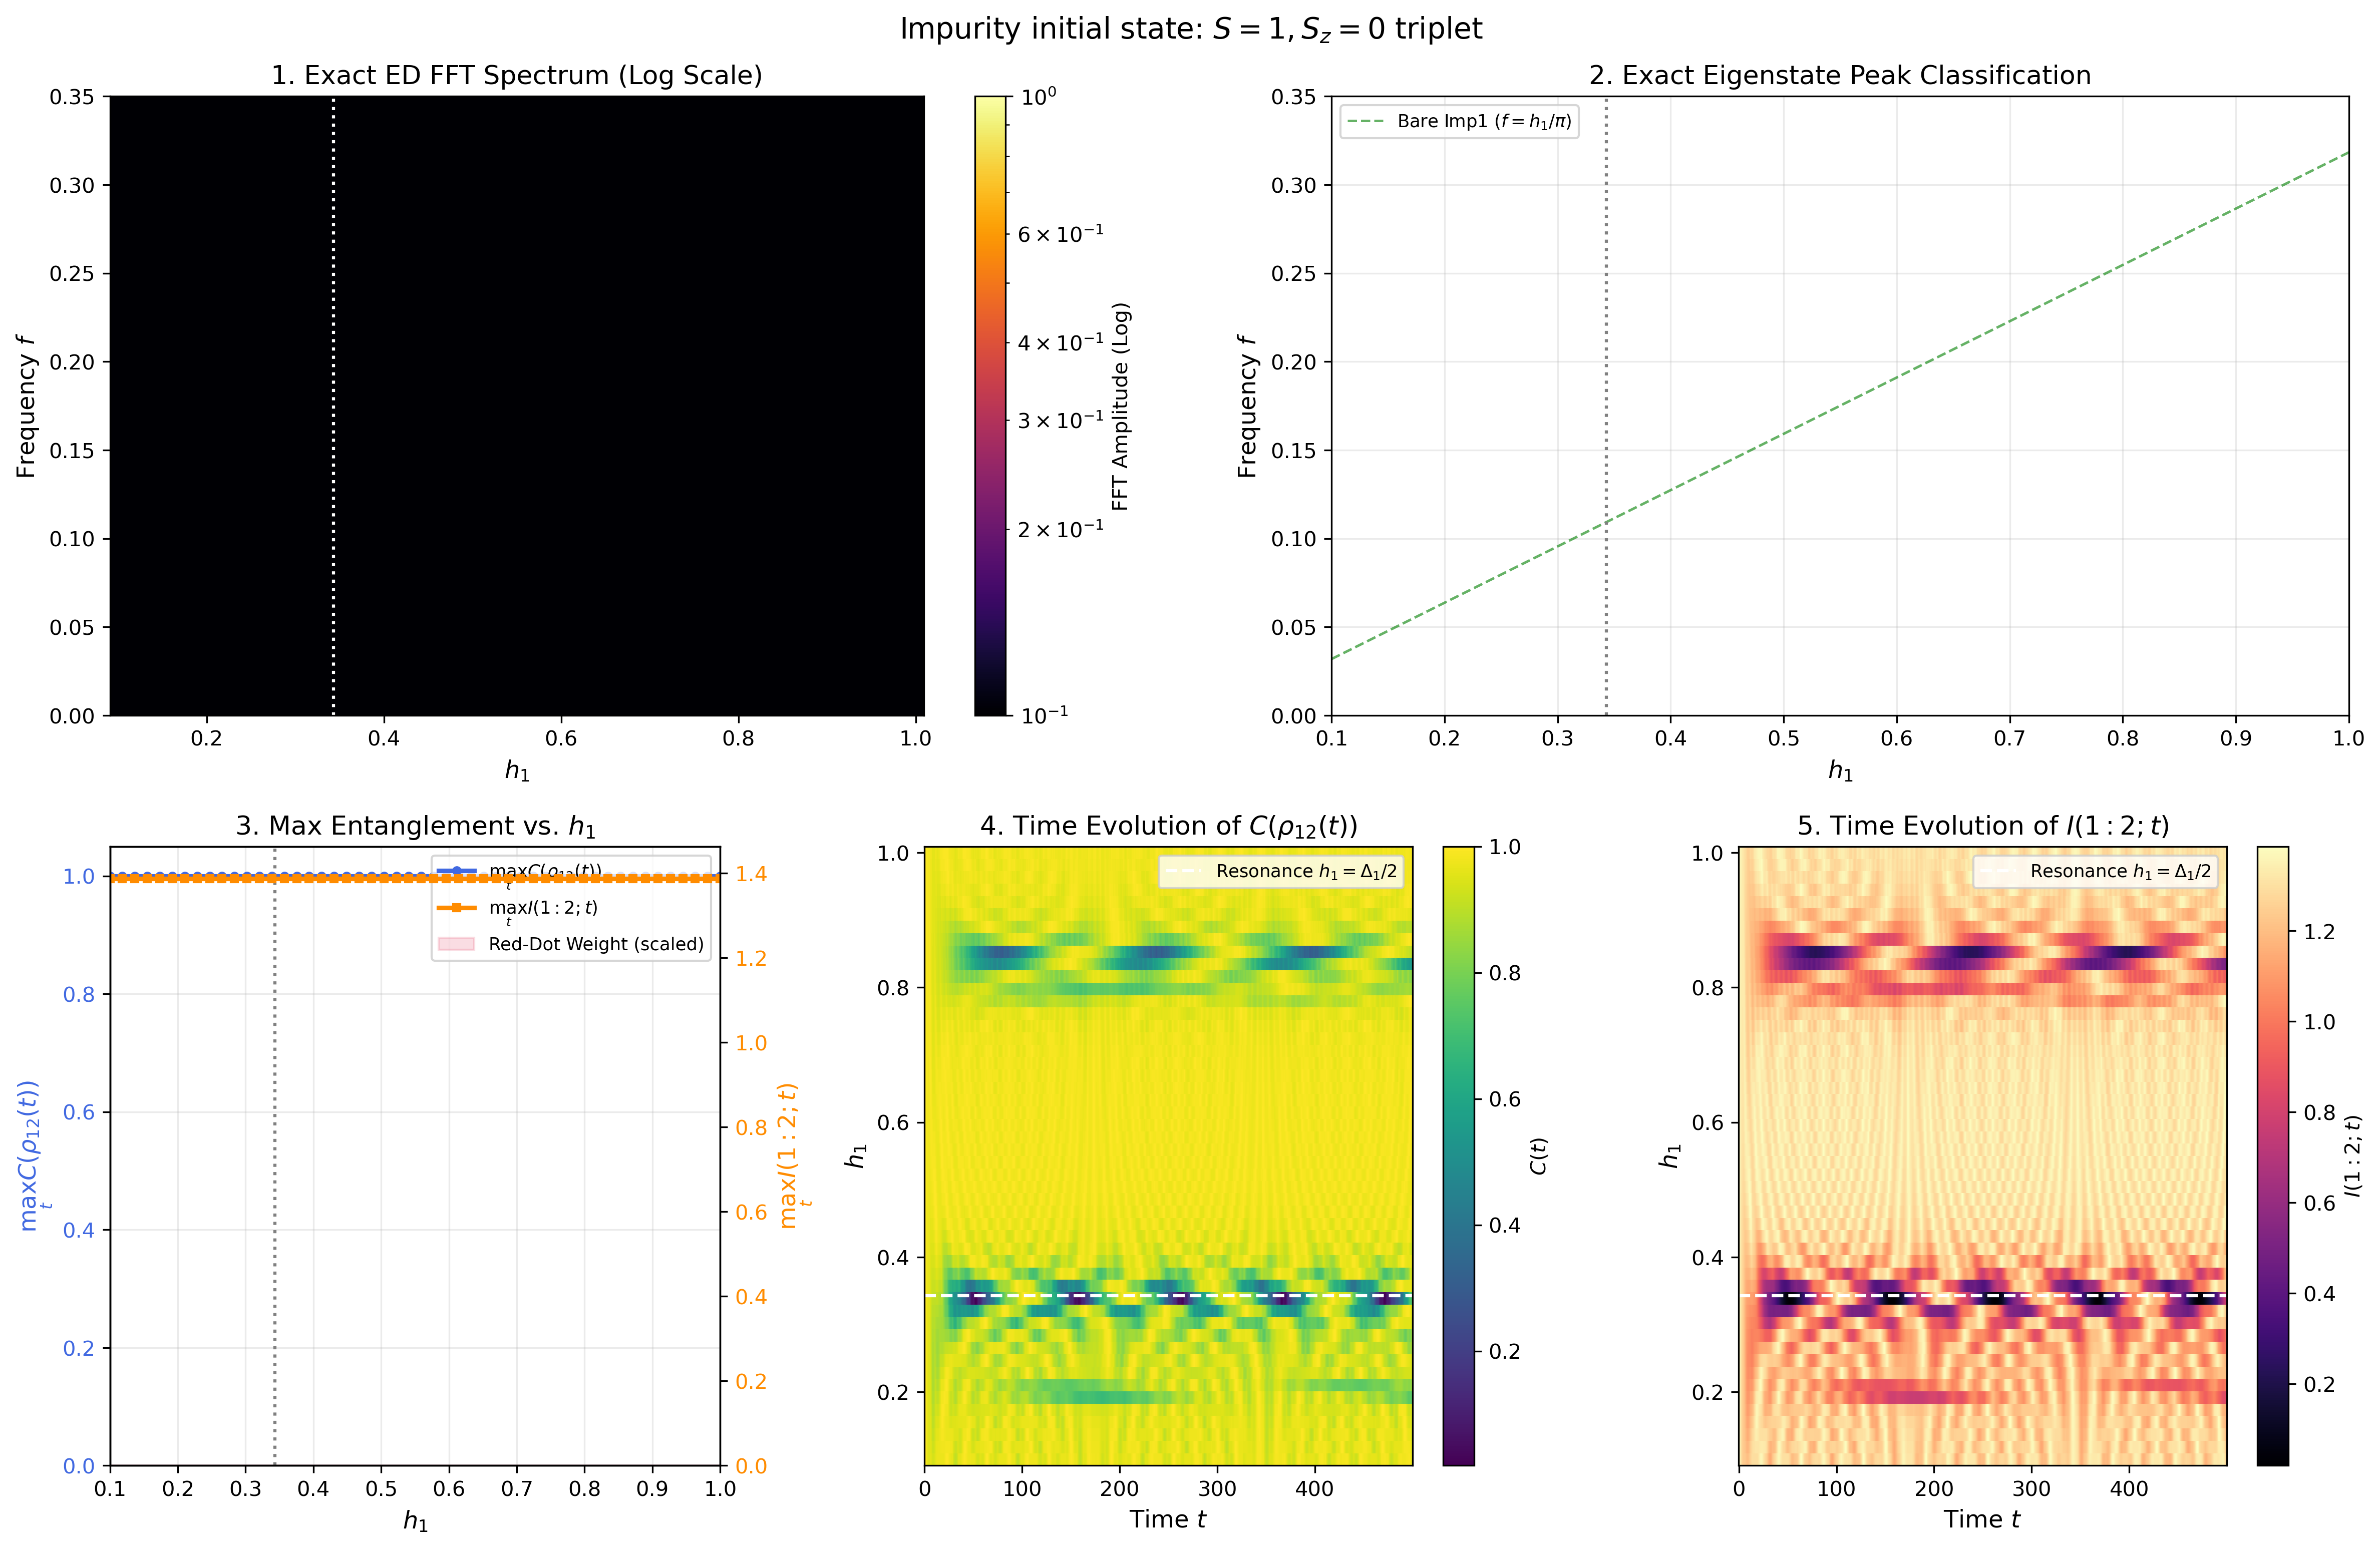 Impurity initial state: $S = 1, S_z = 0$ triplet
1. Exact ED FFT Spectrum (Log Scale)
0.35
0.30
0.25
0.20
0.15
0.10
0.05
0.00
Frequency $f$
0.2 0.4 0.6 0.8 1.0
$h_1$
$10^0$
$6 \times 10^{-1}$
$4 \times 10^{-1}$
$3 \times 10^{-1}$
$2 \times 10^{-1}$
$10^{-1}$
FFT Amplitude (Log)
2. Exact Eigenstate Peak Classification
Bare Imp1 ($f = h_1/\pi$)
0.35
0.30
0.25
0.20
0.15
0.10
0.05
0.00
Frequency $f$
0.1 0.2 0.3 0.4 0.5 0.6 0.7 0.8 0.9 1.0
$h_1$
3. Max Entanglement vs. $h_1$
$\max_t C(\rho_{12}(t))$
$\max_t I(1:2;t)$
Red-Dot Weight (scaled)
1.0
0.8
0.6
0.4
0.2
0.0
$\max_t C(\rho_{12}(t))$
0.1 0.2 0.3 0.4 0.5 0.6 0.7 0.8 0.9 1.0
$h_1$
1.4
1.2
1.0
0.8
0.6
0.4
0.2
0.0
$\max_t I(1:2;t)$
4. Time Evolution of $C(\rho_{12}(t))$
Resonance $h_1 = \Delta_1/2$
1.0
0.8
0.6
0.4
0.2
$h_1$
0 100 200 300 400
Time $t$
1.0
0.8
0.6
0.4
0.2
$C(t)$
5. Time Evolution of $I(1:2;t)$
Resonance $h_1 = \Delta_1/2$
1.0
0.8
0.6
0.4
0.2
$h_1$
0 100 200 300 400
Time $t$
1.2
1.0
0.8
0.6
0.4
0.2
$I(1:2;t)$